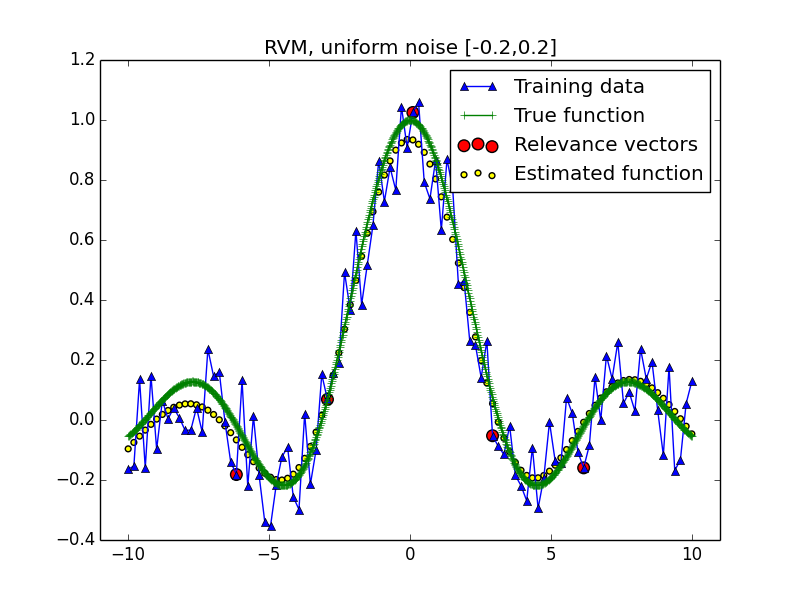 RVM, uniform noise [-0.2,0.2]
1.2
1.0
0.8
0.6
0.4
0.2
0.0
−0.2
−0.4
Training data
True function
Relevance vectors
Estimated function
−10
−5
0
5
10